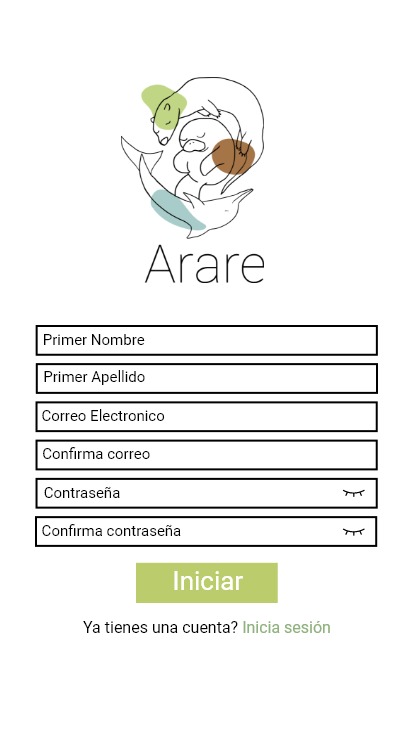 Arare
Primer Nombre
Primer Apellido
Correo Electronico
Confirma correo
Contraseña
Confirma contraseña
Iniciar
Ya tienes una cuenta? Inicia sesión